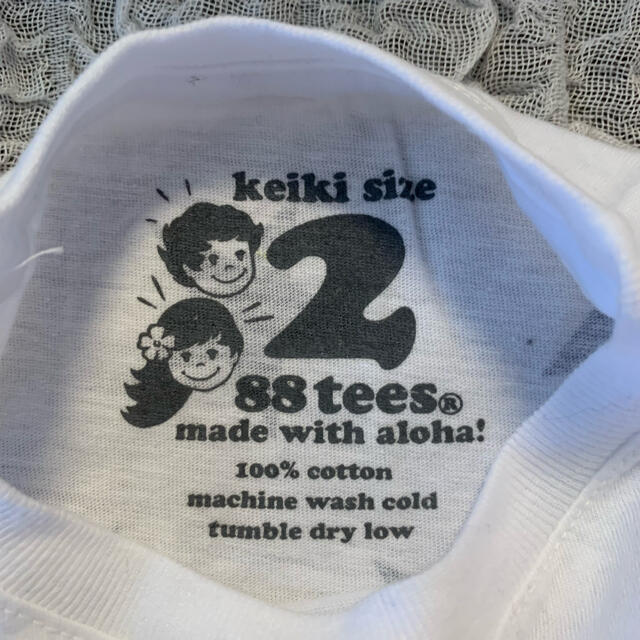 keiki size
2
88 tees®
made with aloha!
100% cotton
machine wash cold
tumble dry low